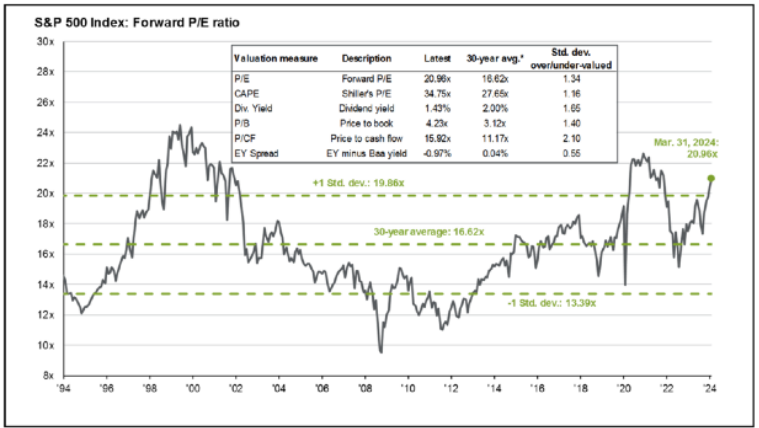 S&P 500 Index: Forward P/E ratio
30x
28x
26x
24x
22x
20x
18x
16x
14x
12x
10x
8x
Valuation measure Description Latest 30-year avg.* Std. dev. over/under-valued
P/E Forward P/E 20.96x 16.62x 1.34
CAPE Shiller's P/E 34.75x 27.65x 1.16
Div. Yield Dividend yield 1.43% 2.00% 1.65
P/B Price to book 4.23x 3.12x 1.40
P/CF Price to cash flow 15.92x 11.17x 2.10
EY Spread EY minus Baa yield -0.97% 0.04% 0.55
Mar. 31, 2024:
20.96x
+1 Std. dev.: 19.86x
30-year average: 16.62x
-1 Std. dev.: 13.39x
'94 '96 '98 '00 '02 '04 '06 '08 '10 '12 '14 '16 '18 '20 '22 '24